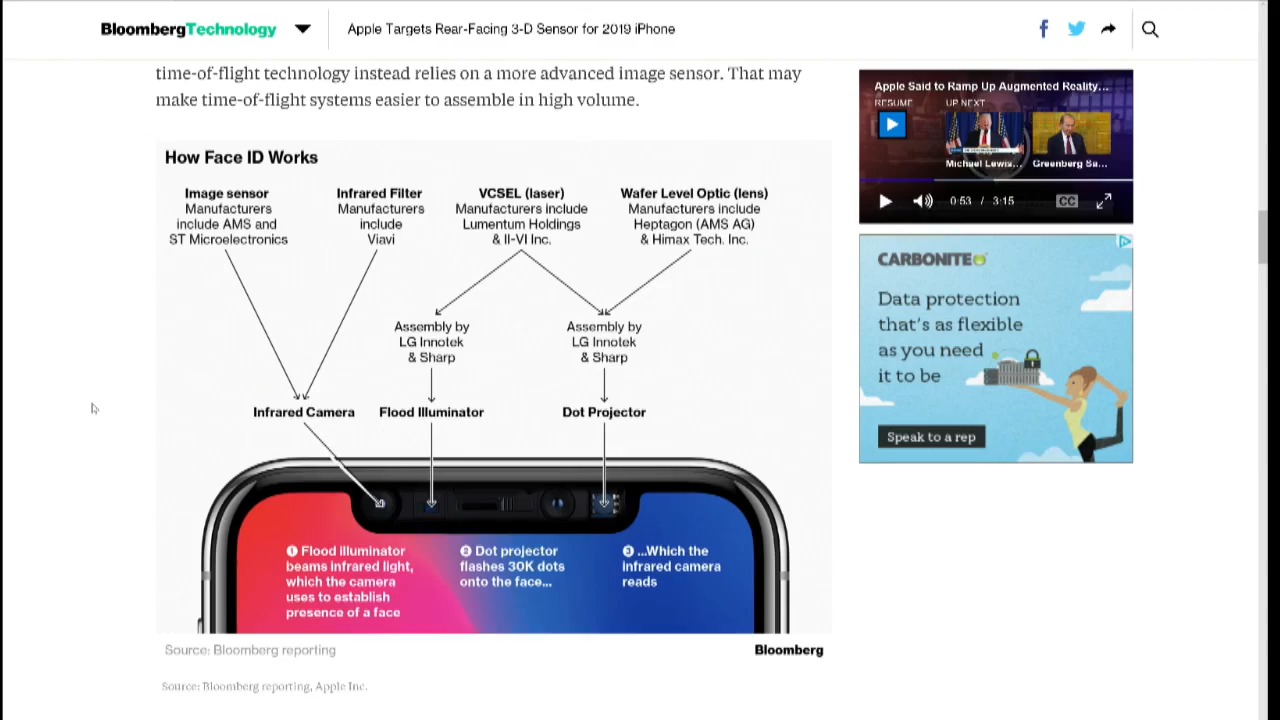 BloombergTechnology
Apple Targets Rear-Facing 3-D Sensor for 2019 iPhone
time-of-flight technology instead relies on a more advanced image sensor. That may
make time-of-flight systems easier to assemble in high volume.
How Face ID Works
Image sensor
Manufacturers
include AMS and
ST Microelectronics
Infrared Filter
Manufacturers
include
Viavi
VCSEL (laser)
Manufacturers include
Lumentum Holdings
& II-VI Inc.
Wafer Level Optic (lens)
Manufacturers include
Heptagon (AMS AG)
& Himax Tech. Inc.
Assembly by
LG Innotek
& Sharp
Assembly by
LG Innotek
& Sharp
Infrared Camera
Flood Illuminator
Dot Projector
1 Flood illuminator
beams infrared light,
which the camera
uses to establish
presence of a face
2 Dot projector
flashes 30K dots
onto the face...
3 ...Which the
infrared camera
reads
Source: Bloomberg reporting
Bloomberg
Source: Bloomberg reporting, Apple Inc.
Apple Said to Ramp Up Augmented Reality...
RESUME
UP NEXT
Michael Lewis...
Greenberg Sa...
0:53 / 3:15
CC
CARBONITE
Data protection
that's as flexible
as you need
it to be
Speak to a rep